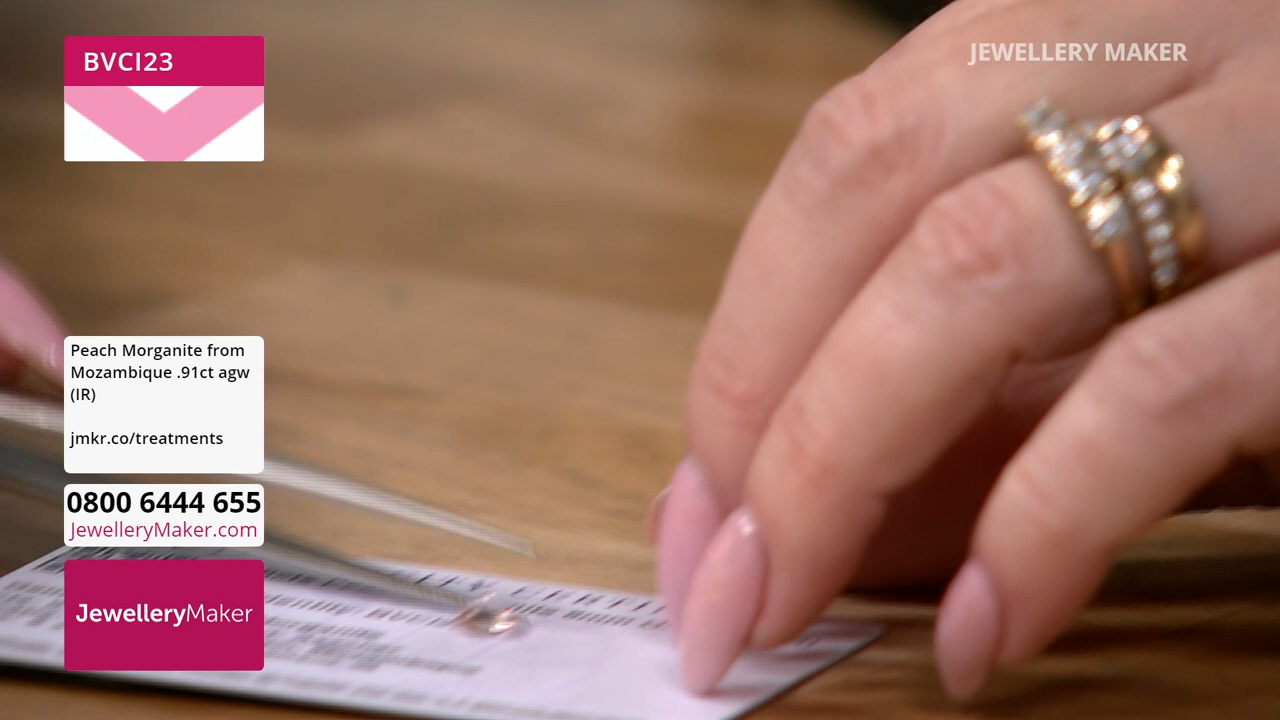 BVCI23
JEWELLERY MAKER
Peach Morganite from
Mozambique .91ct agw
(IR)
jmkr.co/treatments
0800 6444 655
JewelleryMaker.com
JewelleryMaker